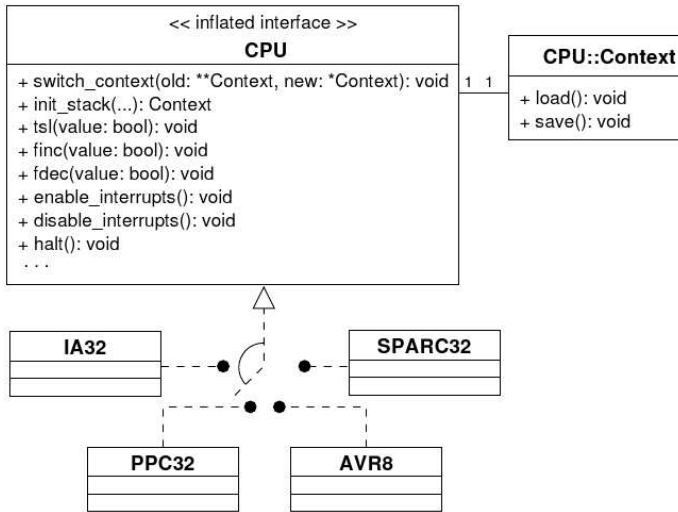 << inflated interface >>
CPU
+ switch_context(old: **Context, new: *Context): void
+ init_stack(...): Context
+ tsl(value: bool): void
+ finc(value: bool): void
+ fdec(value: bool): void
+ enable_interrupts(): void
+ disable_interrupts(): void
+ halt(): void
. . .
1 1
CPU::Context
+ load(): void
+ save(): void
IA32
SPARC32
PPC32
AVR8